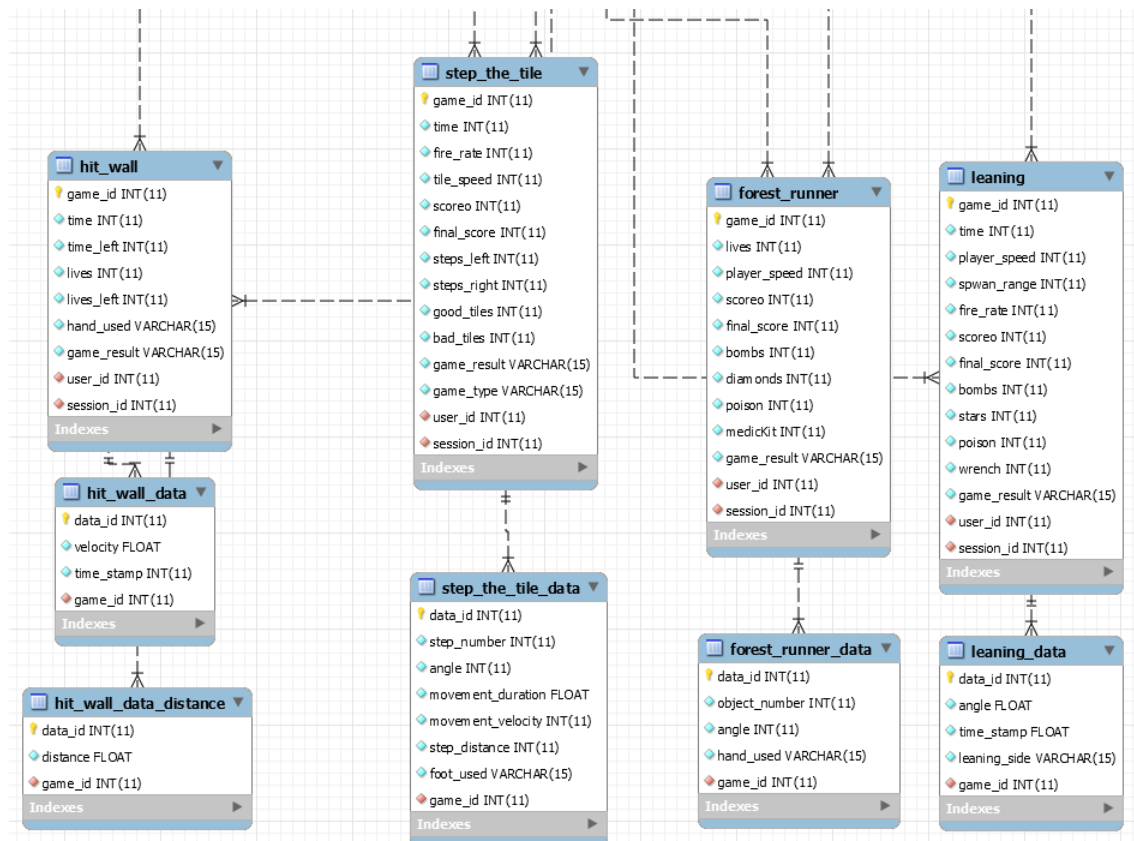 hit_wall
game_id INT(11)
time INT(11)
time_left INT(11)
lives INT(11)
lives_left INT(11)
hand_used VARCHAR(15)
game_result VARCHAR(15)
user_id INT(11)
session_id INT(11)
Indexes
hit_wall_data
data_id INT(11)
velocity FLOAT
time_stamp INT(11)
game_id INT(11)
Indexes
hit_wall_data_distance
data_id INT(11)
distance FLOAT
game_id INT(11)
Indexes
step_the_tile
game_id INT(11)
time INT(11)
fire_rate INT(11)
tile_speed INT(11)
scoreo INT(11)
final_score INT(11)
steps_left INT(11)
steps_right INT(11)
good_tiles INT(11)
bad_tiles INT(11)
game_result VARCHAR(15)
game_type VARCHAR(15)
user_id INT(11)
session_id INT(11)
Indexes
step_the_tile_data
data_id INT(11)
step_number INT(11)
angle INT(11)
movement_duration FLOAT
movement_velocity INT(11)
step_distance INT(11)
foot_used VARCHAR(15)
game_id INT(11)
Indexes
forest_runner
game_id INT(11)
lives INT(11)
player_speed INT(11)
scoreo INT(11)
final_score INT(11)
bombs INT(11)
diamonds INT(11)
poison INT(11)
medicKit INT(11)
game_result VARCHAR(15)
user_id INT(11)
session_id INT(11)
Indexes
forest_runner_data
data_id INT(11)
object_number INT(11)
angle INT(11)
hand_used VARCHAR(15)
game_id INT(11)
Indexes
leaning
game_id INT(11)
time INT(11)
player_speed INT(11)
spwan_range INT(11)
fire_rate INT(11)
scoreo INT(11)
final_score INT(11)
bombs INT(11)
stars INT(11)
poison INT(11)
wrench INT(11)
game_result VARCHAR(15)
user_id INT(11)
session_id INT(11)
Indexes
leaning_data
data_id INT(11)
angle FLOAT
time_stamp FLOAT
leaning_side VARCHAR(15)
game_id INT(11)
Indexes